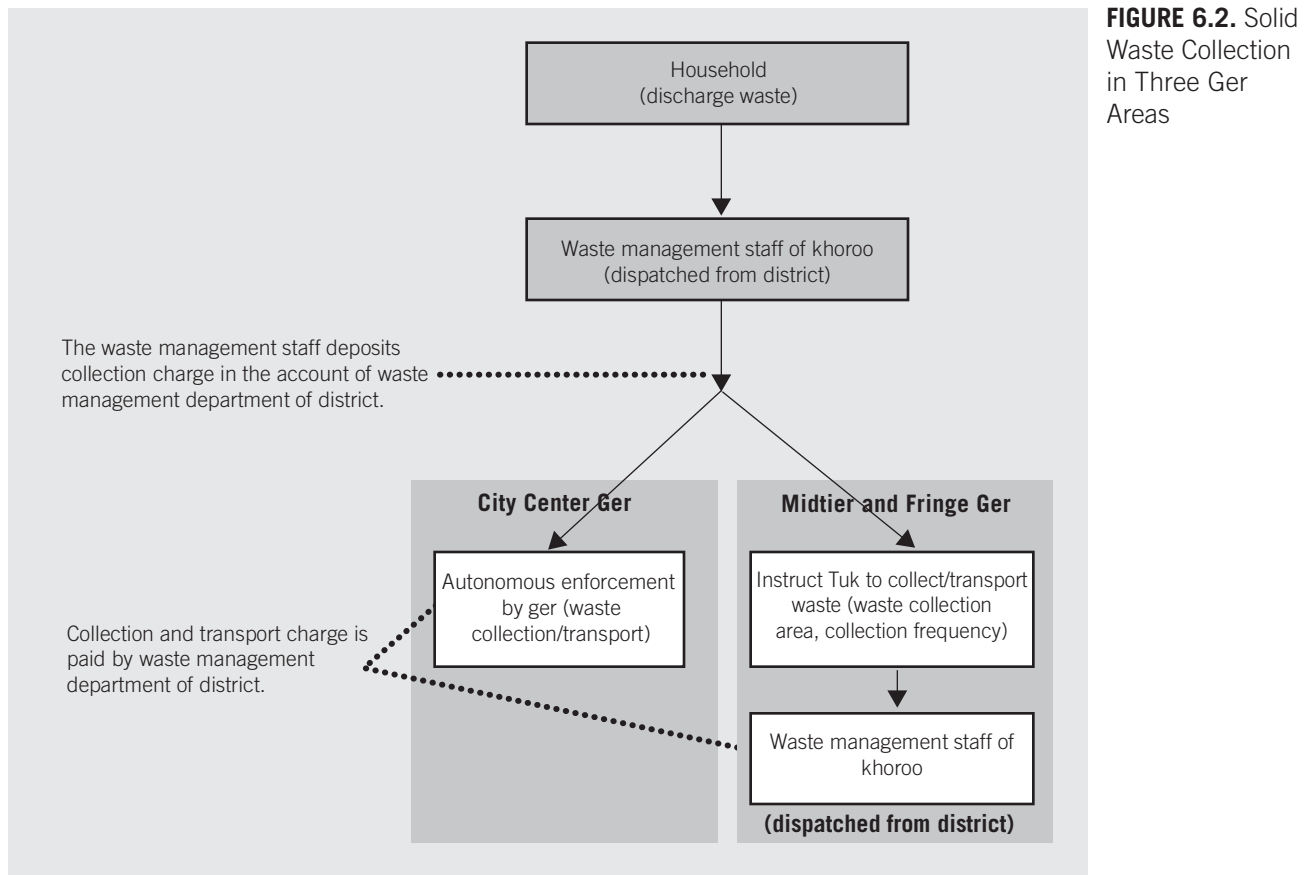 FIGURE 6.2. Solid
Waste Collection
in Three Ger
Areas
Household
(discharge waste)
Waste management staff of khoroo
(dispatched from district)
The waste management staff deposits
collection charge in the account of waste
management department of district.
City Center Ger
Autonomous enforcement
by ger (waste
collection/transport)
Midtier and Fringe Ger
Instruct Tuk to collect/transport
waste (waste collection
area, collection frequency)
Collection and transport charge is
paid by waste management
department of district.
Waste management staff of
khoroo
(dispatched from district)